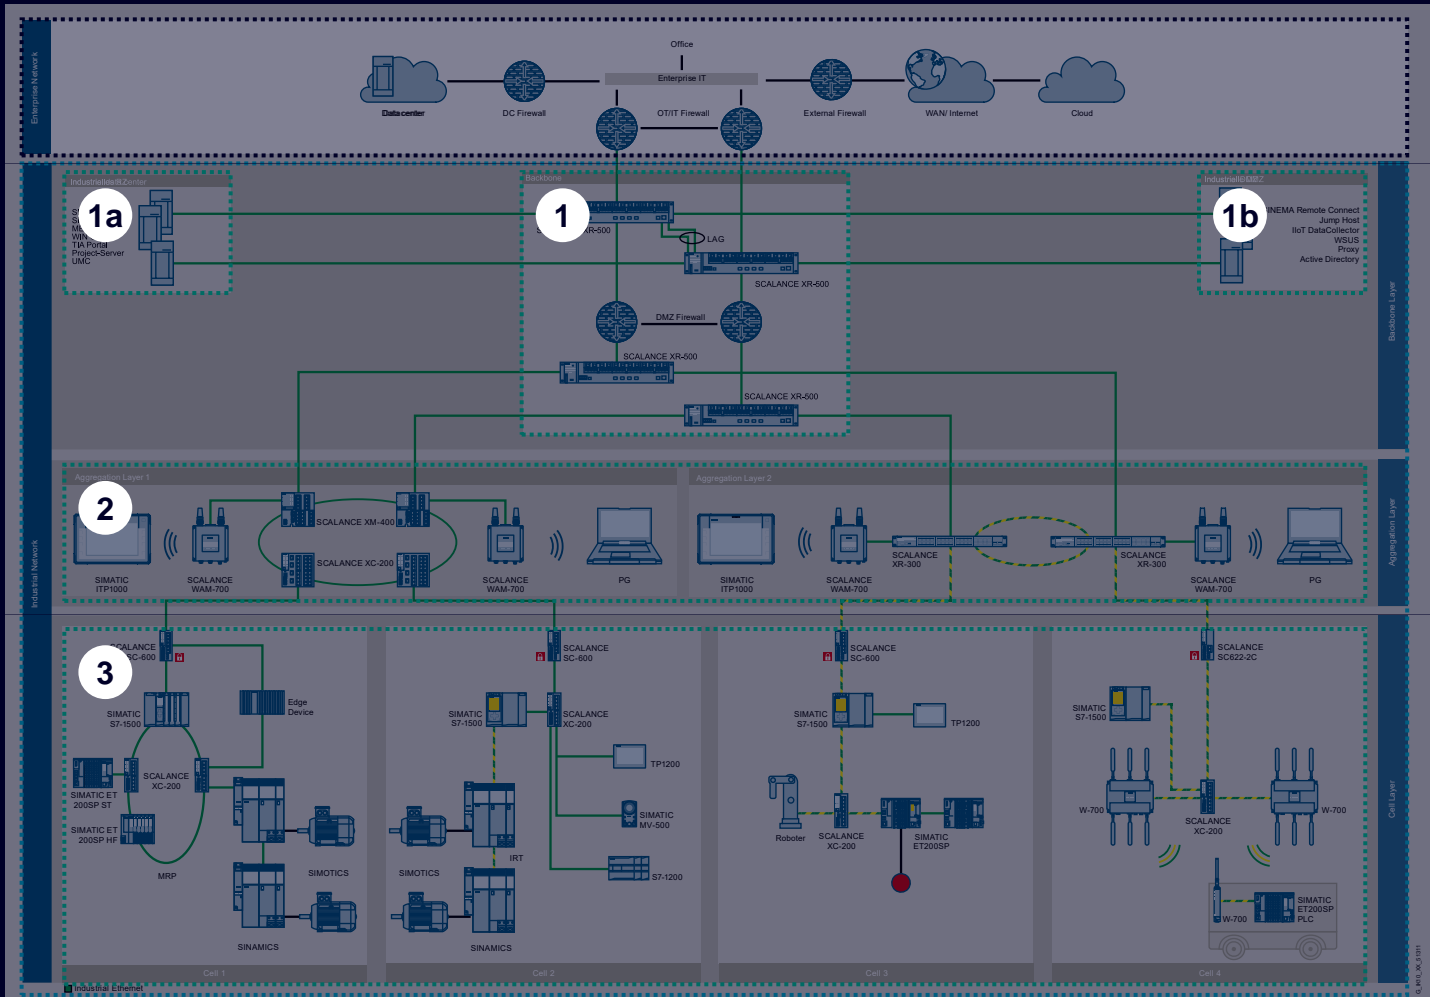 Enterprise Network
Office
Enterprise IT
Datacenter
DC Firewall
OT/IT Firewall
External Firewall
WAN/ Internet
Cloud
Industrial Network
Backbone Layer
Backbone
1a
TIA Portal
Project-Server
UMC
1
XR-500
LAG
SCALANCE XR-500
DMZ Firewall
SCALANCE XR-500
SCALANCE XR-500
1b
INEMA Remote Connect
Jump Host
IIoT DataCollector
WSUS
Proxy
Active Directory
Aggregation Layer
Aggregation Layer 1
2
SIMATIC
ITP1000
SCALANCE
WAM-700
SCALANCE XM-400
SCALANCE XC-200
SCALANCE
WAM-700
PG
Aggregation Layer 2
SIMATIC
ITP1000
SCALANCE
WAM-700
SCALANCE
XR-300
SCALANCE
XR-300
SCALANCE
WAM-700
PG
Cell Layer
3
CALANCE
SC-600
SIMATIC
S7-1500
Edge
Device
SCALANCE
XC-200
SIMATIC ET
200SP ST
SIMATIC ET
200SP HF
MRP
SIMOTICS
SINAMICS
Cell 1
SCALANCE
SC-600
SIMATIC
S7-1500
SCALANCE
XC-200
TP1200
SIMATIC
MV-500
IRT
S7-1200
SIMOTICS
SINAMICS
Cell 2
SCALANCE
SC-600
SIMATIC
S7-1500
TP1200
Roboter
SCALANCE
XC-200
SIMATIC
ET200SP
Cell 3
SCALANCE
SC622-2C
SIMATIC
S7-1500
W-700
SCALANCE
XC-200
W-700
W-700
SIMATIC
ET200SP
PLC
Cell 4
Industrial Ethernet